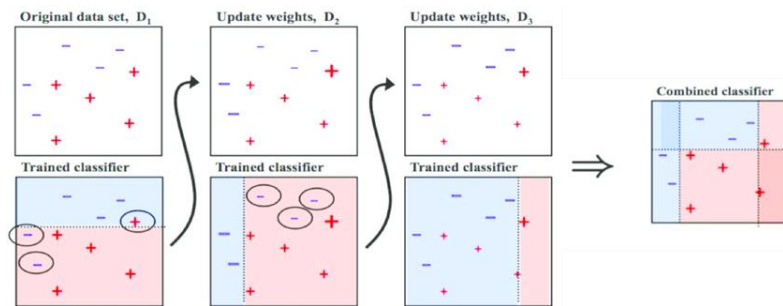 Original data set, D₁
Update weights, D₂
Update weights, D₃
Combined classifier
Trained classifier
Trained classifier
Trained classifier